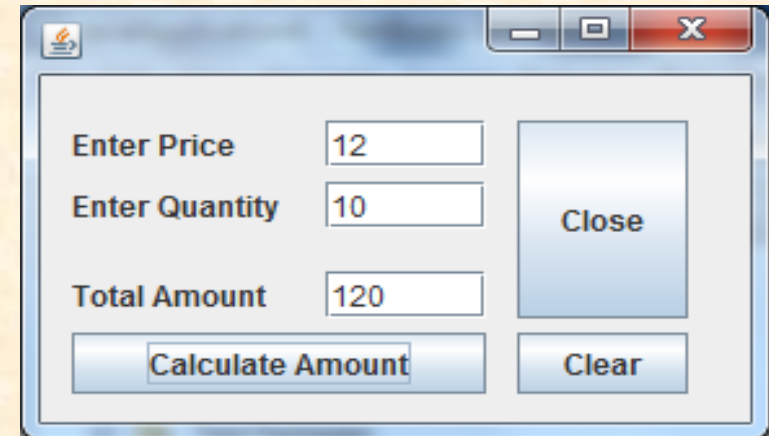 Enter Price 12
Enter Quantity 10
Close
Total Amount 120
Calculate Amount Clear